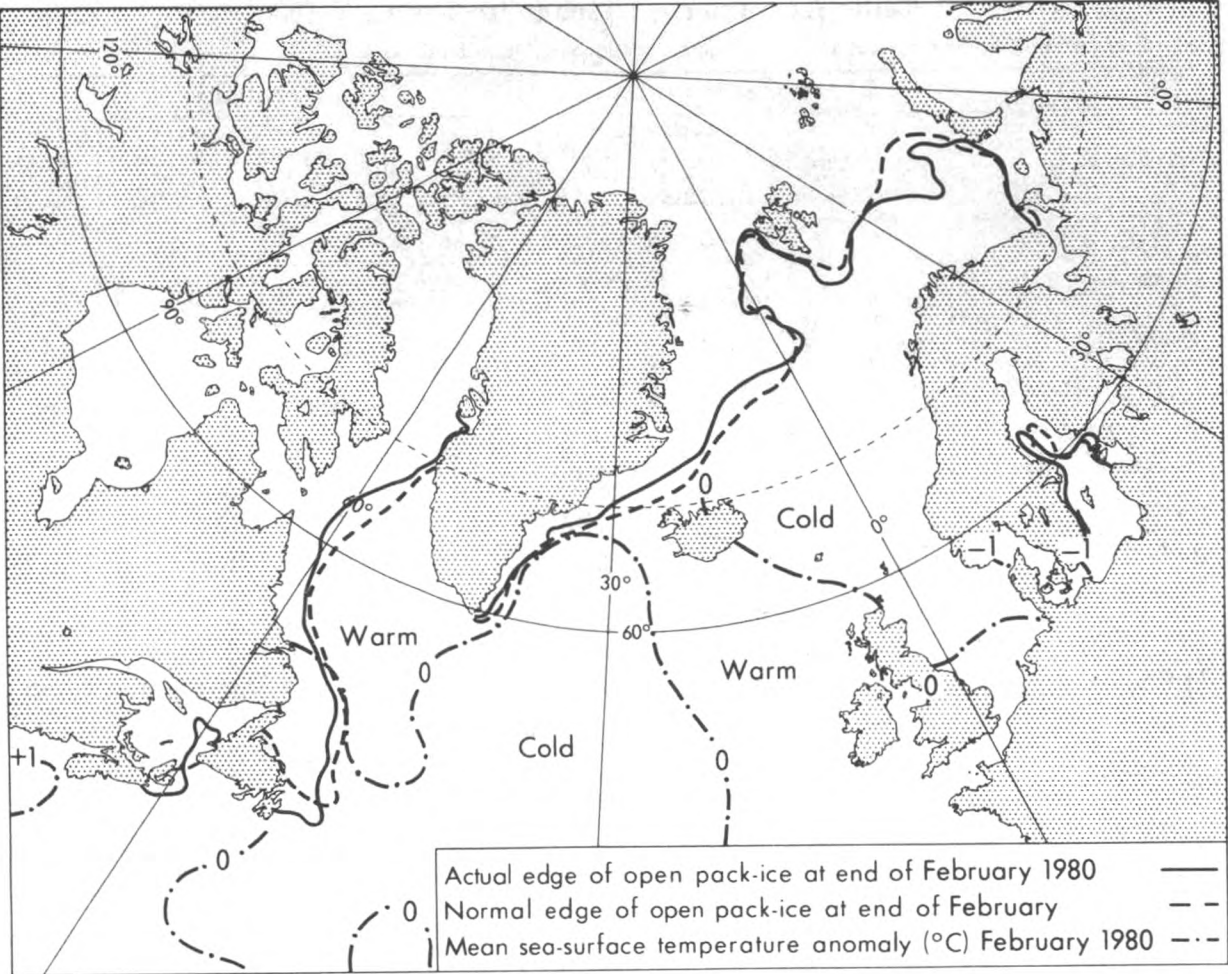 120°
60°
90°
30°
0°
0
Cold
0°
-1
-1
30°
60°
Warm
0
Warm
0
Cold
0
+1
0
0
Actual edge of open pack-ice at end of February 1980
Normal edge of open pack-ice at end of February
Mean sea-surface temperature anomaly (°C) February 1980